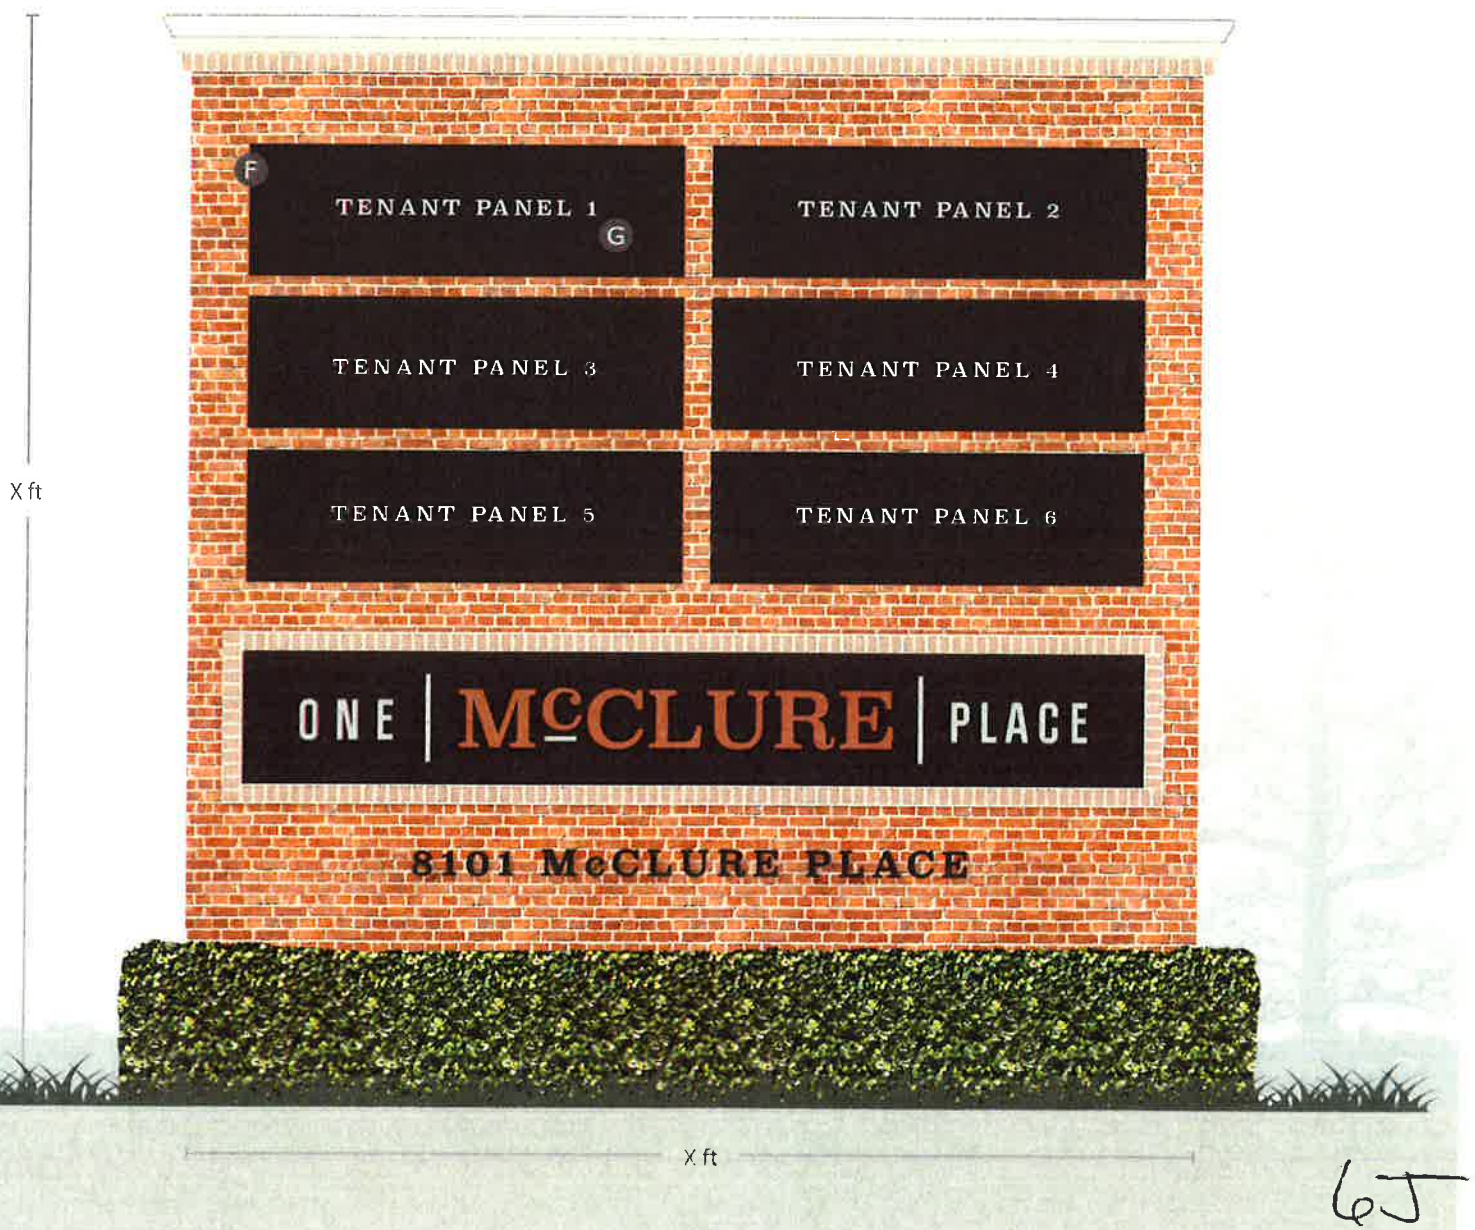 F
TENANT PANEL 1
G
TENANT PANEL 2
TENANT PANEL 3
TENANT PANEL 4
X ft
TENANT PANEL 5
TENANT PANEL 6
ONE | McCLURE | PLACE
8101 McCLURE PLACE
X ft
6J